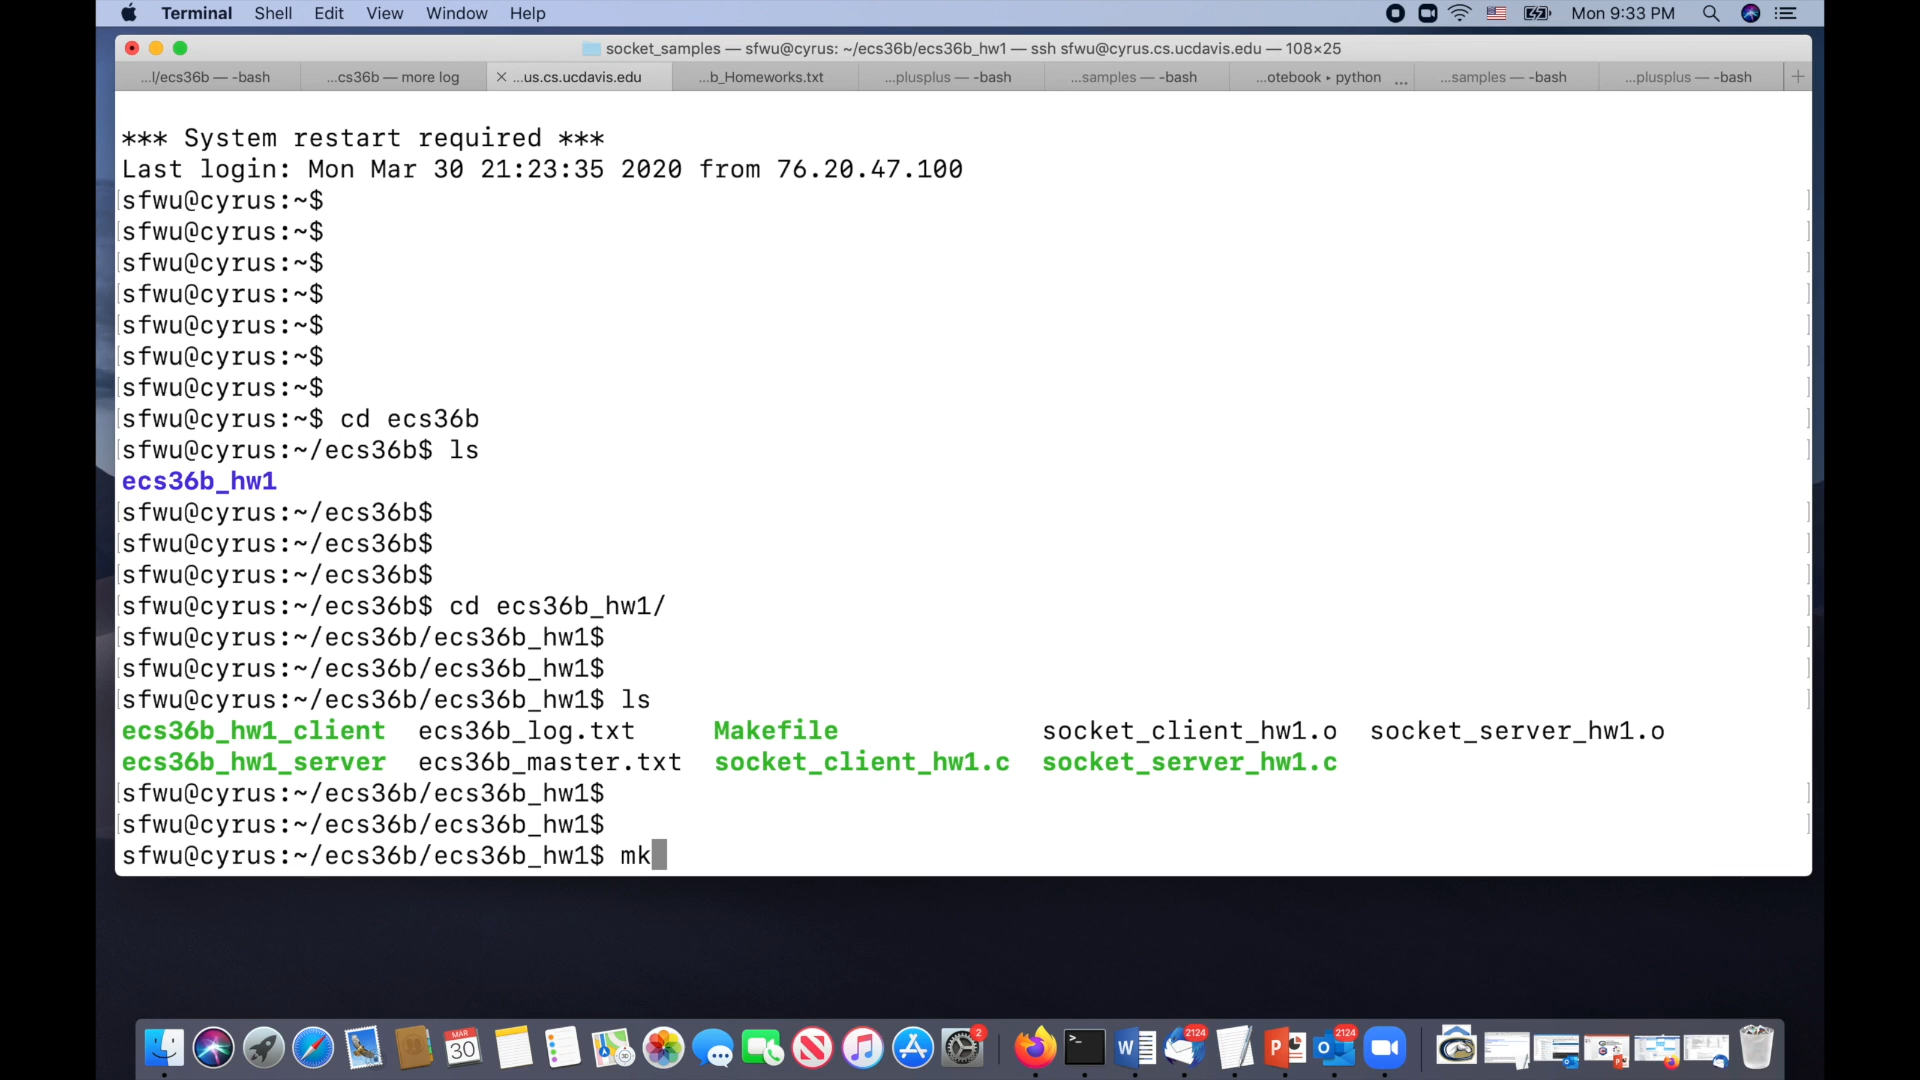 Terminal Shell Edit View Window Help Mon 9:33 PM
socket_samples — sfwu@cyrus: ~/ecs36b/ecs36b_hw1 — ssh sfwu@cyrus.cs.ucdavis.edu — 108×25
...l/ecs36b — -bash ...cs36b — more log ...us.cs.ucdavis.edu ...b_Homeworks.txt ...plusplus — -bash ...samples — -bash ...otebook ▸ python ... ...samples — -bash ...plusplus — -bash
*** System restart required ***
Last login: Mon Mar 30 21:23:35 2020 from 76.20.47.100
sfwu@cyrus:~$
sfwu@cyrus:~$
sfwu@cyrus:~$
sfwu@cyrus:~$
sfwu@cyrus:~$
sfwu@cyrus:~$
sfwu@cyrus:~$
sfwu@cyrus:~$ cd ecs36b
sfwu@cyrus:~/ecs36b$ ls
ecs36b_hw1
sfwu@cyrus:~/ecs36b$
sfwu@cyrus:~/ecs36b$
sfwu@cyrus:~/ecs36b$
sfwu@cyrus:~/ecs36b$ cd ecs36b_hw1/
sfwu@cyrus:~/ecs36b/ecs36b_hw1$
sfwu@cyrus:~/ecs36b/ecs36b_hw1$
sfwu@cyrus:~/ecs36b/ecs36b_hw1$ ls
ecs36b_hw1_client ecs36b_log.txt Makefile socket_client_hw1.o socket_server_hw1.o
ecs36b_hw1_server ecs36b_master.txt socket_client_hw1.c socket_server_hw1.c
sfwu@cyrus:~/ecs36b/ecs36b_hw1$
sfwu@cyrus:~/ecs36b/ecs36b_hw1$
sfwu@cyrus:~/ecs36b/ecs36b_hw1$ mk
MAR 30 3D 2 >_ W 2124 P O 2124